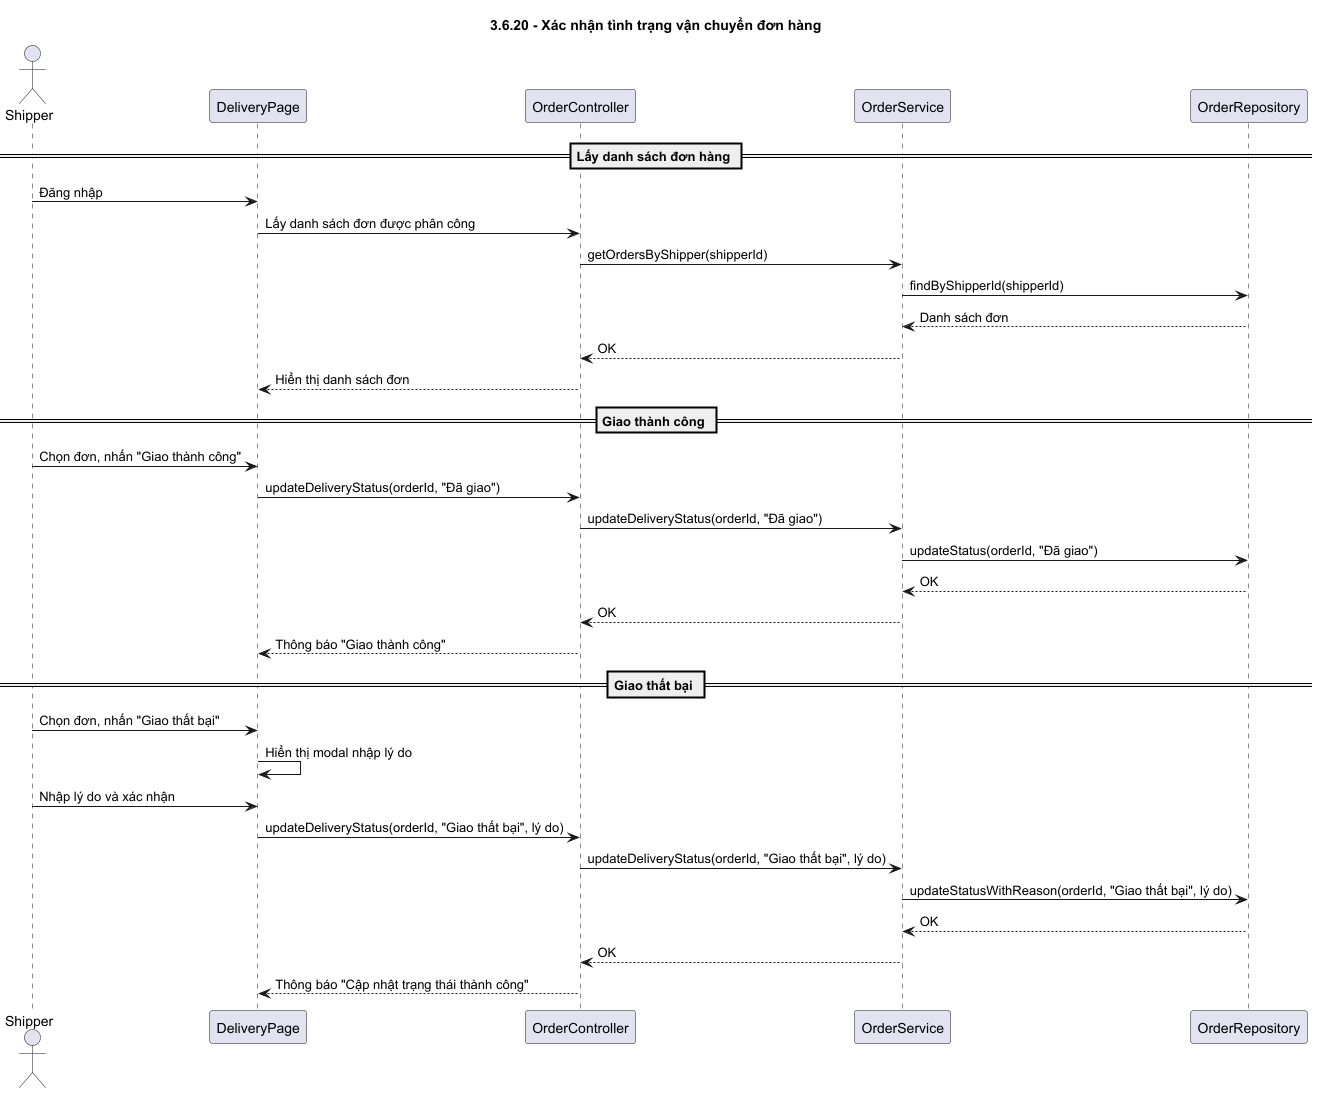 3.6.20 - Xác nhận tình trạng vận chuyển đơn hàng
Shipper
DeliveryPage
OrderController
OrderService
OrderRepository
Lấy danh sách đơn hàng
Đăng nhập
Lấy danh sách đơn được phân công
getOrdersByShipper(shipperId)
findByShipperId(shipperId)
Danh sách đơn
OK
Hiển thị danh sách đơn
Giao thành công
Chọn đơn, nhấn "Giao thành công"
updateDeliveryStatus(orderId, "Đã giao")
updateDeliveryStatus(orderId, "Đã giao")
updateStatus(orderId, "Đã giao")
OK
OK
Thông báo "Giao thành công"
Giao thất bại
Chọn đơn, nhấn "Giao thất bại"
Hiển thị modal nhập lý do
Nhập lý do và xác nhận
updateDeliveryStatus(orderId, "Giao thất bại", lý do)
updateDeliveryStatus(orderId, "Giao thất bại", lý do)
updateStatusWithReason(orderId, "Giao thất bại", lý do)
OK
OK
Thông báo "Cập nhật trạng thái thành công"
Shipper
DeliveryPage
OrderController
OrderService
OrderRepository